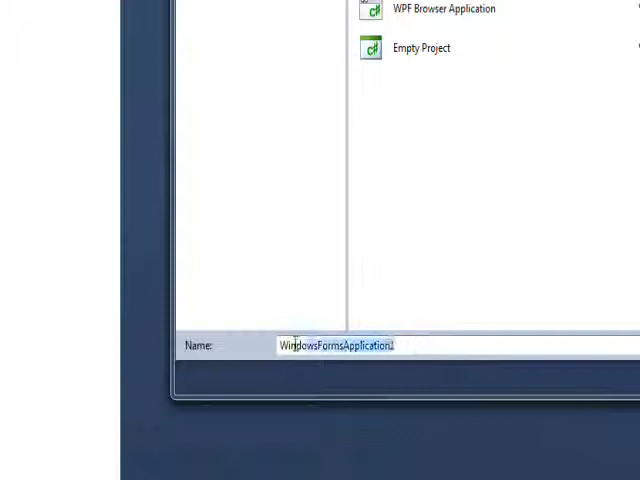 WPF Browser Application
Empty Project
Name:
WindowsFormsApplication1